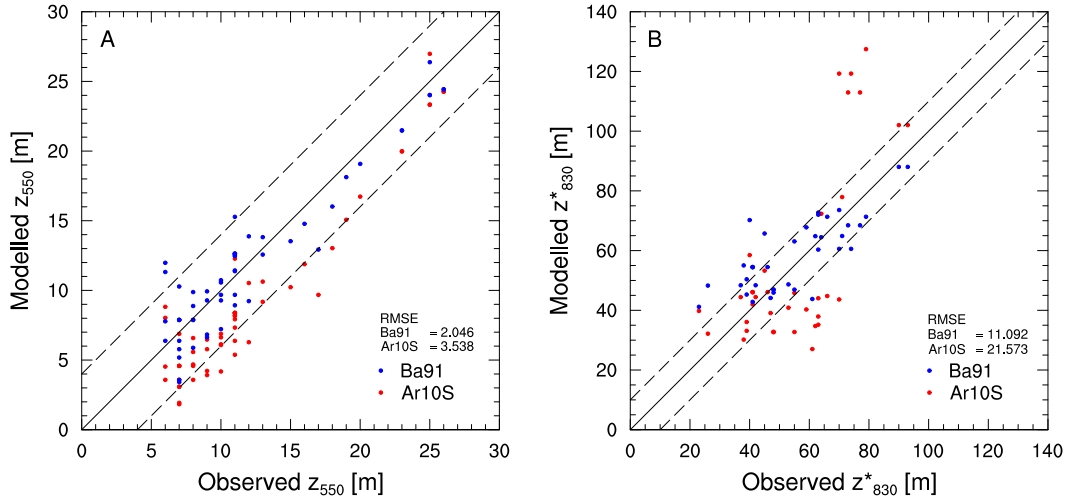 A
Modelled z550 [m]
30
25
20
15
10
5
0
RMSE
Ba91 = 2.046
Ar10S = 3.538
Ba91
Ar10S
0 5 10 15 20 25 30
Observed z550 [m]
B
Modelled z*830 [m]
140
120
100
80
60
40
20
0
RMSE
Ba91 = 11.092
Ar10S = 21.573
Ba91
Ar10S
0 20 40 60 80 100 120 140
Observed z*830 [m]